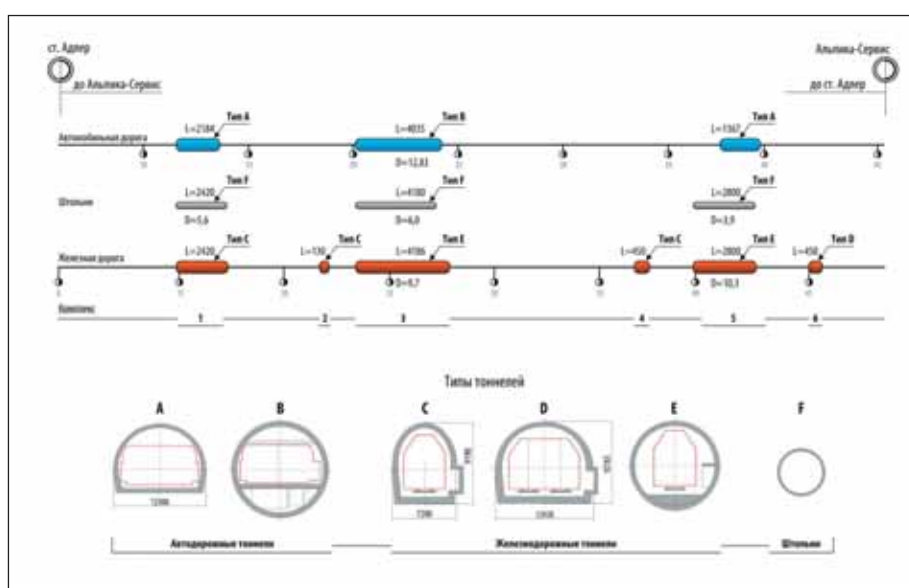 ст. Адлер
Альпика-Сервис
до Альпика-Сервис
до ст. Адлер
Тип A
Тип B
Тип A
L=2184
L=4035
L=1367
Автомобильная дорога
D=12,83
Тип F
Тип F
Тип F
L=2420
L=4180
L=2800
Штольни
D=5,6
D=6,0
D=3,9
Тип C
Тип C
Тип E
Тип C
Тип E
Тип D
L=2420
L=130
L=4186
L=450
L=2800
L=450
Железная дорога
D=9,7
D=10,3
Комплекс
1
2
3
4
5
6
Типы тоннелей
A
B
C
D
E
F
Автодорожные тоннели
Железнодорожные тоннели
Штольни